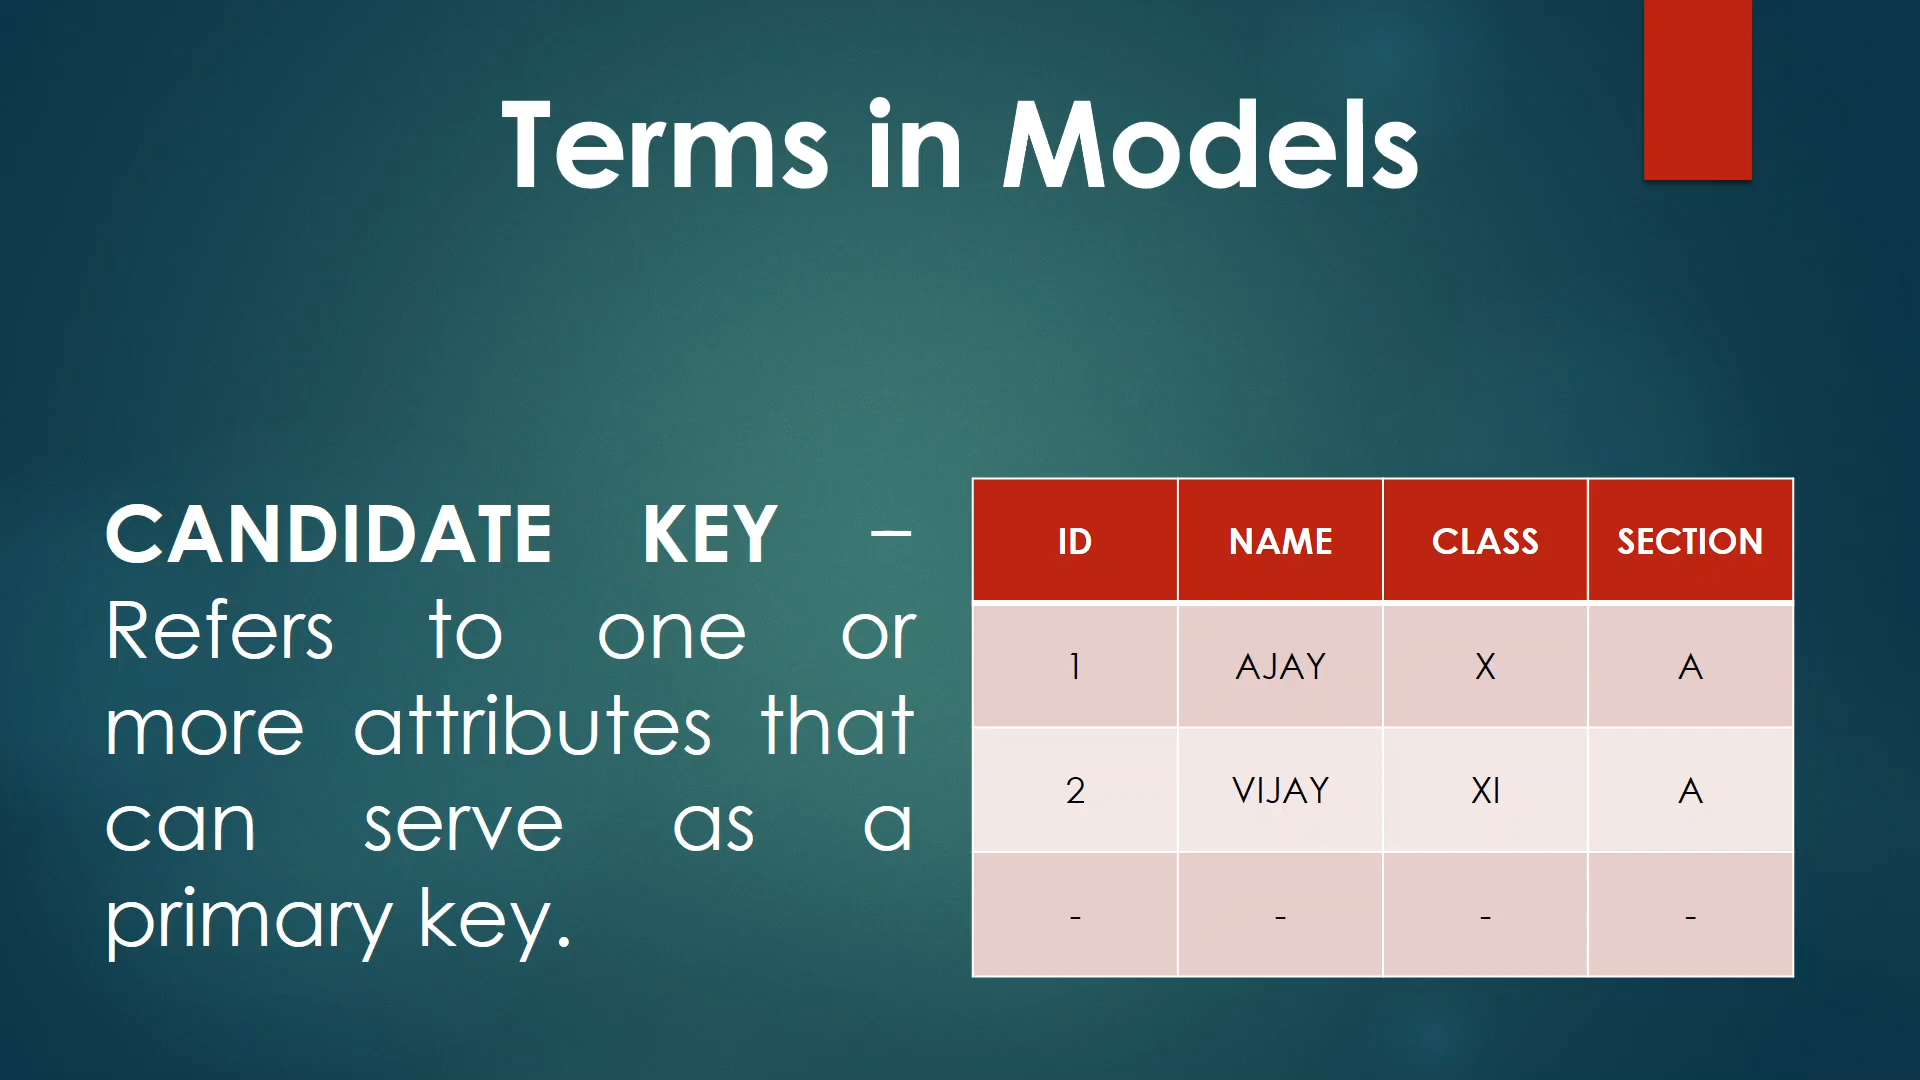 Terms in Models
CANDIDATE KEY –
Refers to one or
more attributes that
can serve as a
primary key.
ID NAME CLASS SECTION
1 AJAY X A
2 VIJAY XI A
- - - -